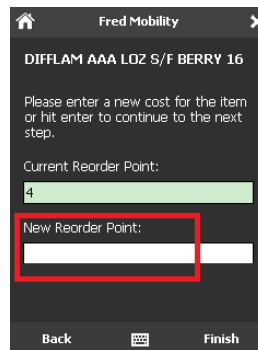 Fred Mobility
DIFFLAM AAA LOZ S/F BERRY 16
Please enter a new cost for the item
or hit enter to continue to the next
step.
Current Reorder Point:
4
New Reorder Point:
Back
Finish